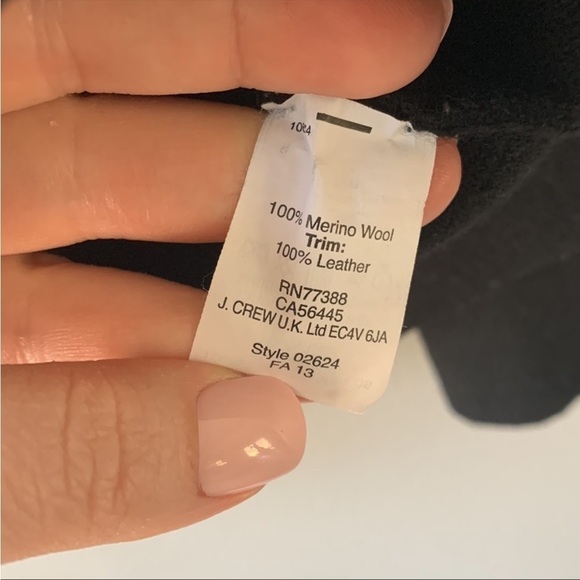 100% Merino Wool
Trim:
100% Leather
RN77388
CA56445
J. CREW U.K. Ltd EC4V 6JA
Style 02624
FA 13